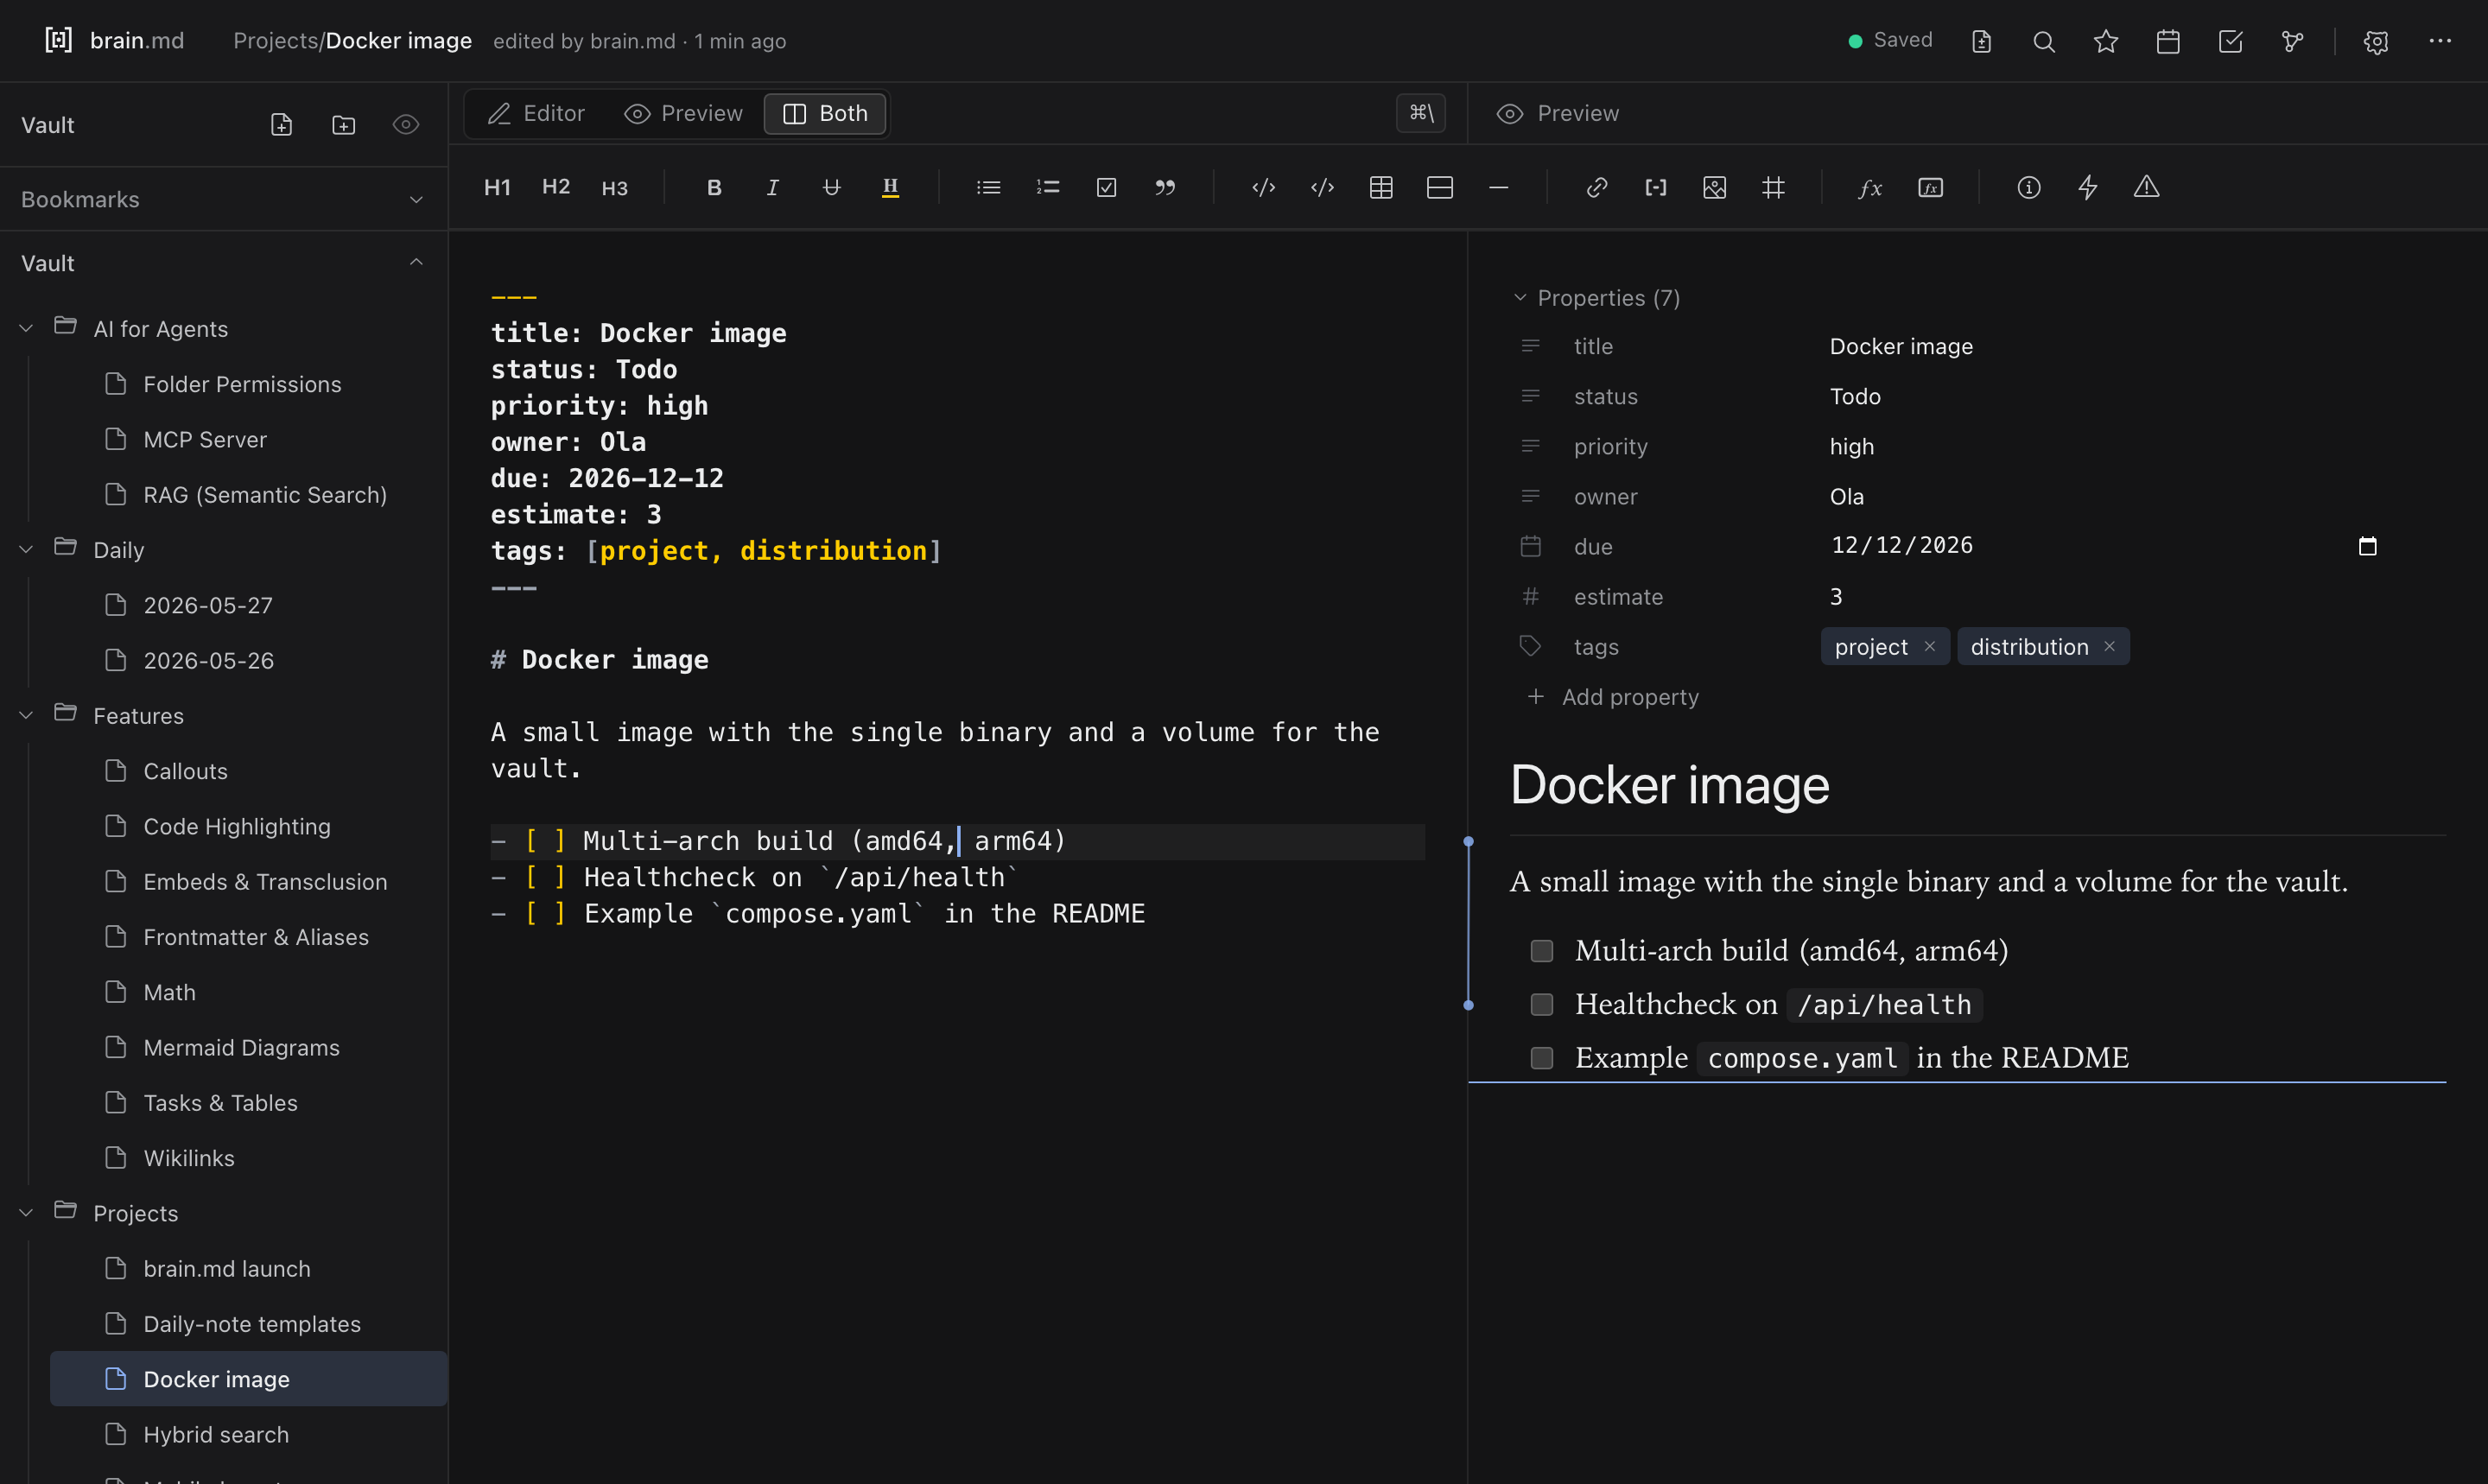 brain.md
Projects/Docker image edited by brain.md · 1 min ago
Saved
Vault
Bookmarks
Vault
AI for Agents
Folder Permissions
MCP Server
RAG (Semantic Search)
Daily
2026-05-27
2026-05-26
Features
Callouts
Code Highlighting
Embeds & Transclusion
Frontmatter & Aliases
Math
Mermaid Diagrams
Tasks & Tables
Wikilinks
Projects
brain.md launch
Daily-note templates
Docker image
Hybrid search
Editor Preview Both ⌘\
H1 H2 H3 B I U H
---
title: Docker image
status: Todo
priority: high
owner: Ola
due: 2026-12-12
estimate: 3
tags: [project, distribution]
---
# Docker image
A small image with the single binary and a volume for the
vault.
- [ ] Multi-arch build (amd64, arm64)
- [ ] Healthcheck on `/api/health`
- [ ] Example `compose.yaml` in the README
Preview
Properties (7)
title Docker image
status Todo
priority high
owner Ola
due 12/12/2026
estimate 3
tags project × distribution ×
+ Add property
Docker image
A small image with the single binary and a volume for the vault.
Multi-arch build (amd64, arm64)
Healthcheck on /api/health
Example compose.yaml in the README